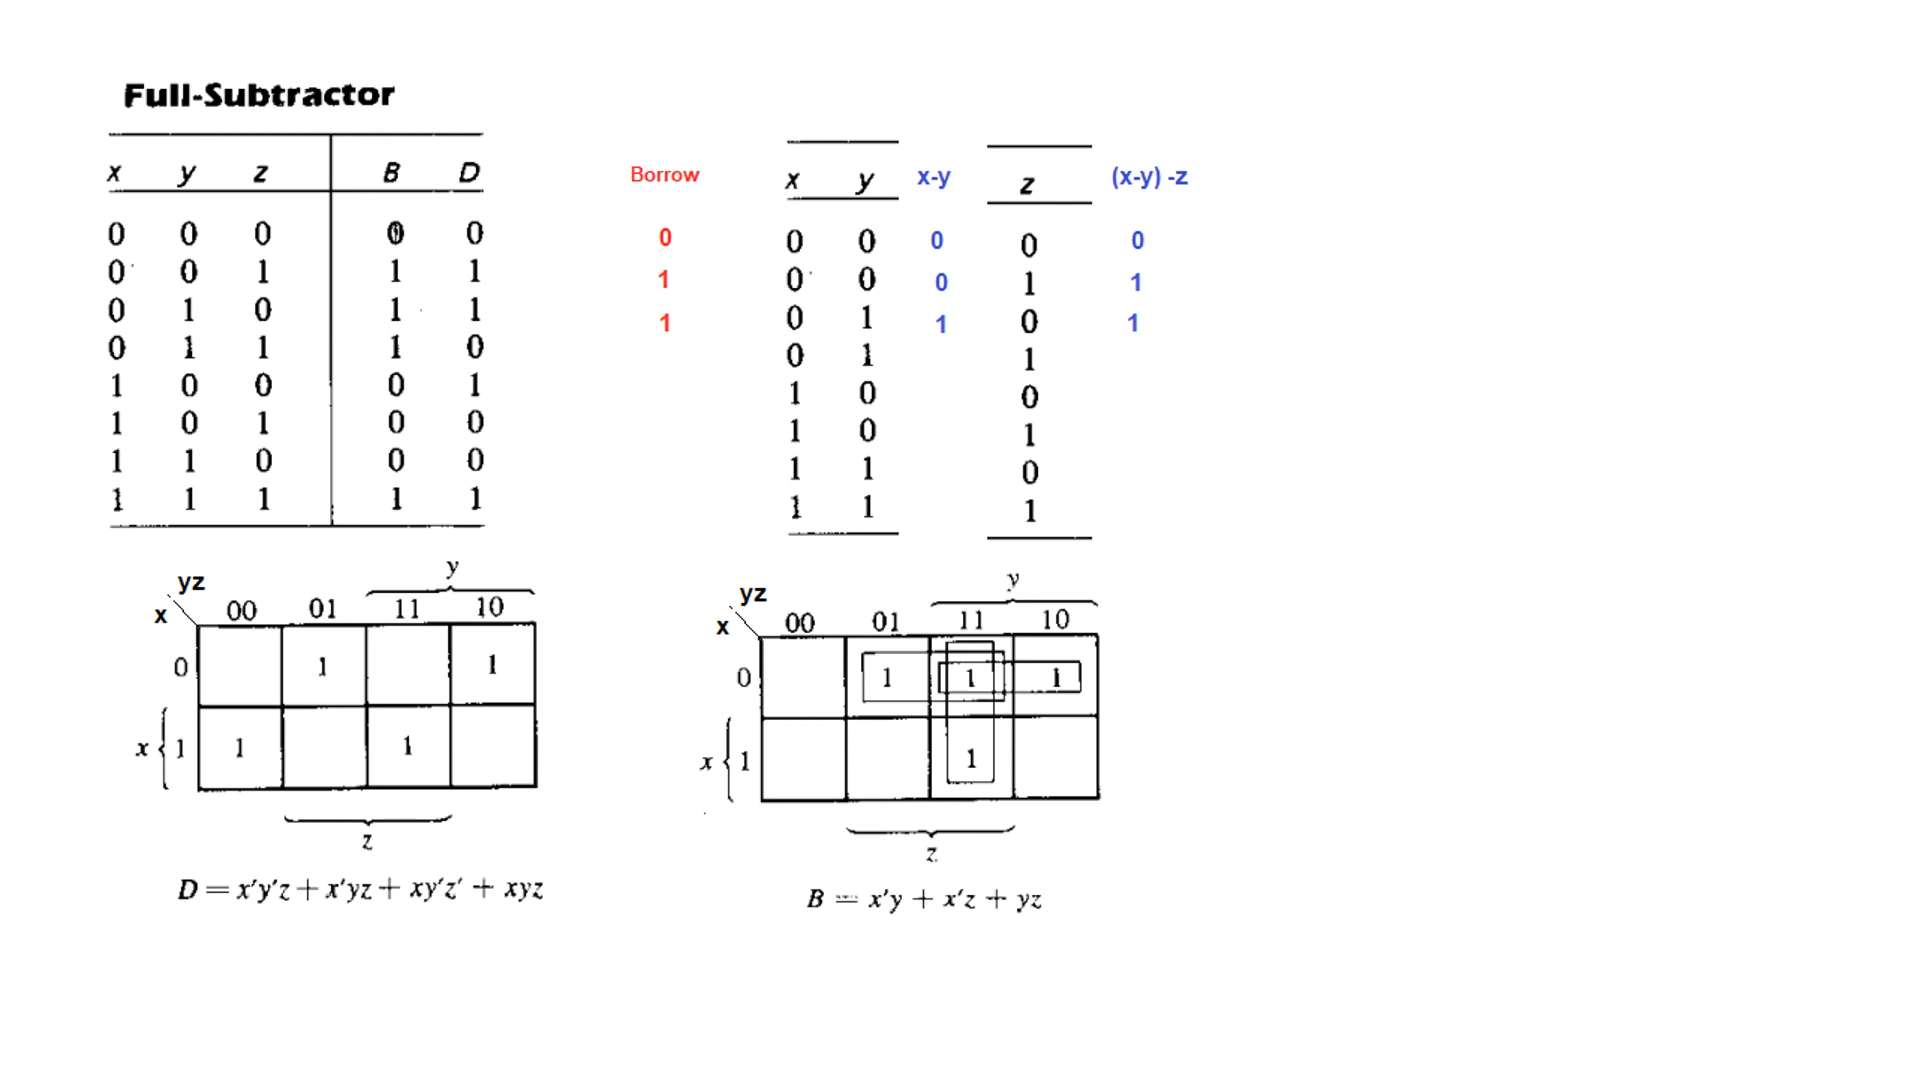 Full-Subtractor
x y z B D
0 0 0 0 0
0 0 1 1 1
0 1 0 1 1
0 1 1 1 0
1 0 0 0 1
1 0 1 0 0
1 1 0 0 0
1 1 1 1 1
Borrow x y x-y z (x-y) -z
0 0 0 0 0 0
1 0 0 0 1 1
1 0 1 1 0 1
0 1 1
1 0 0
1 0 1
1 1 0
1 1 1
y
yz
x 00 01 11 10
0 1 1
x { 1 1 1
z
D = x'y'z + x'yz + xy'z' + xyz
y
yz
x 00 01 11 10
0 1 1 1
x { 1 1
z
B = x'y + x'z + yz